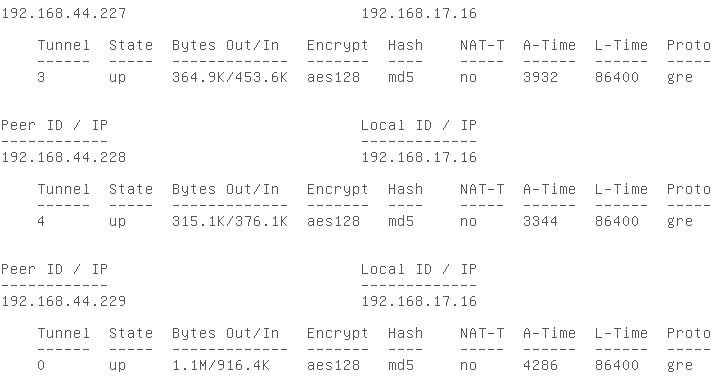 192.168.44.227 192.168.17.16
Tunnel State Bytes Out/In Encrypt Hash NAT-T A-Time L-Time Proto
------ ----- ------------- ------- ---- ----- ------ ------ -----
3 up 364.9K/453.6K aes128 md5 no 3932 86400 gre
Peer ID / IP Local ID / IP
------------ -------------
192.168.44.228 192.168.17.16
Tunnel State Bytes Out/In Encrypt Hash NAT-T A-Time L-Time Proto
------ ----- ------------- ------- ---- ----- ------ ------ -----
4 up 315.1K/376.1K aes128 md5 no 3344 86400 gre
Peer ID / IP Local ID / IP
------------ -------------
192.168.44.229 192.168.17.16
Tunnel State Bytes Out/In Encrypt Hash NAT-T A-Time L-Time Proto
------ ----- ------------- ------- ---- ----- ------ ------ -----
0 up 1.1M/916.4K aes128 md5 no 4286 86400 gre